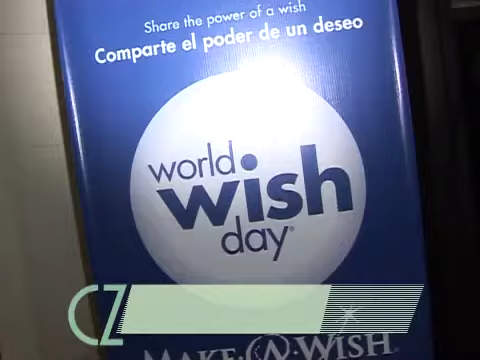 Share the power of a wish
Comparte el poder de un deseo
world
wish
day®
CZ
MAKE-A-WISH®